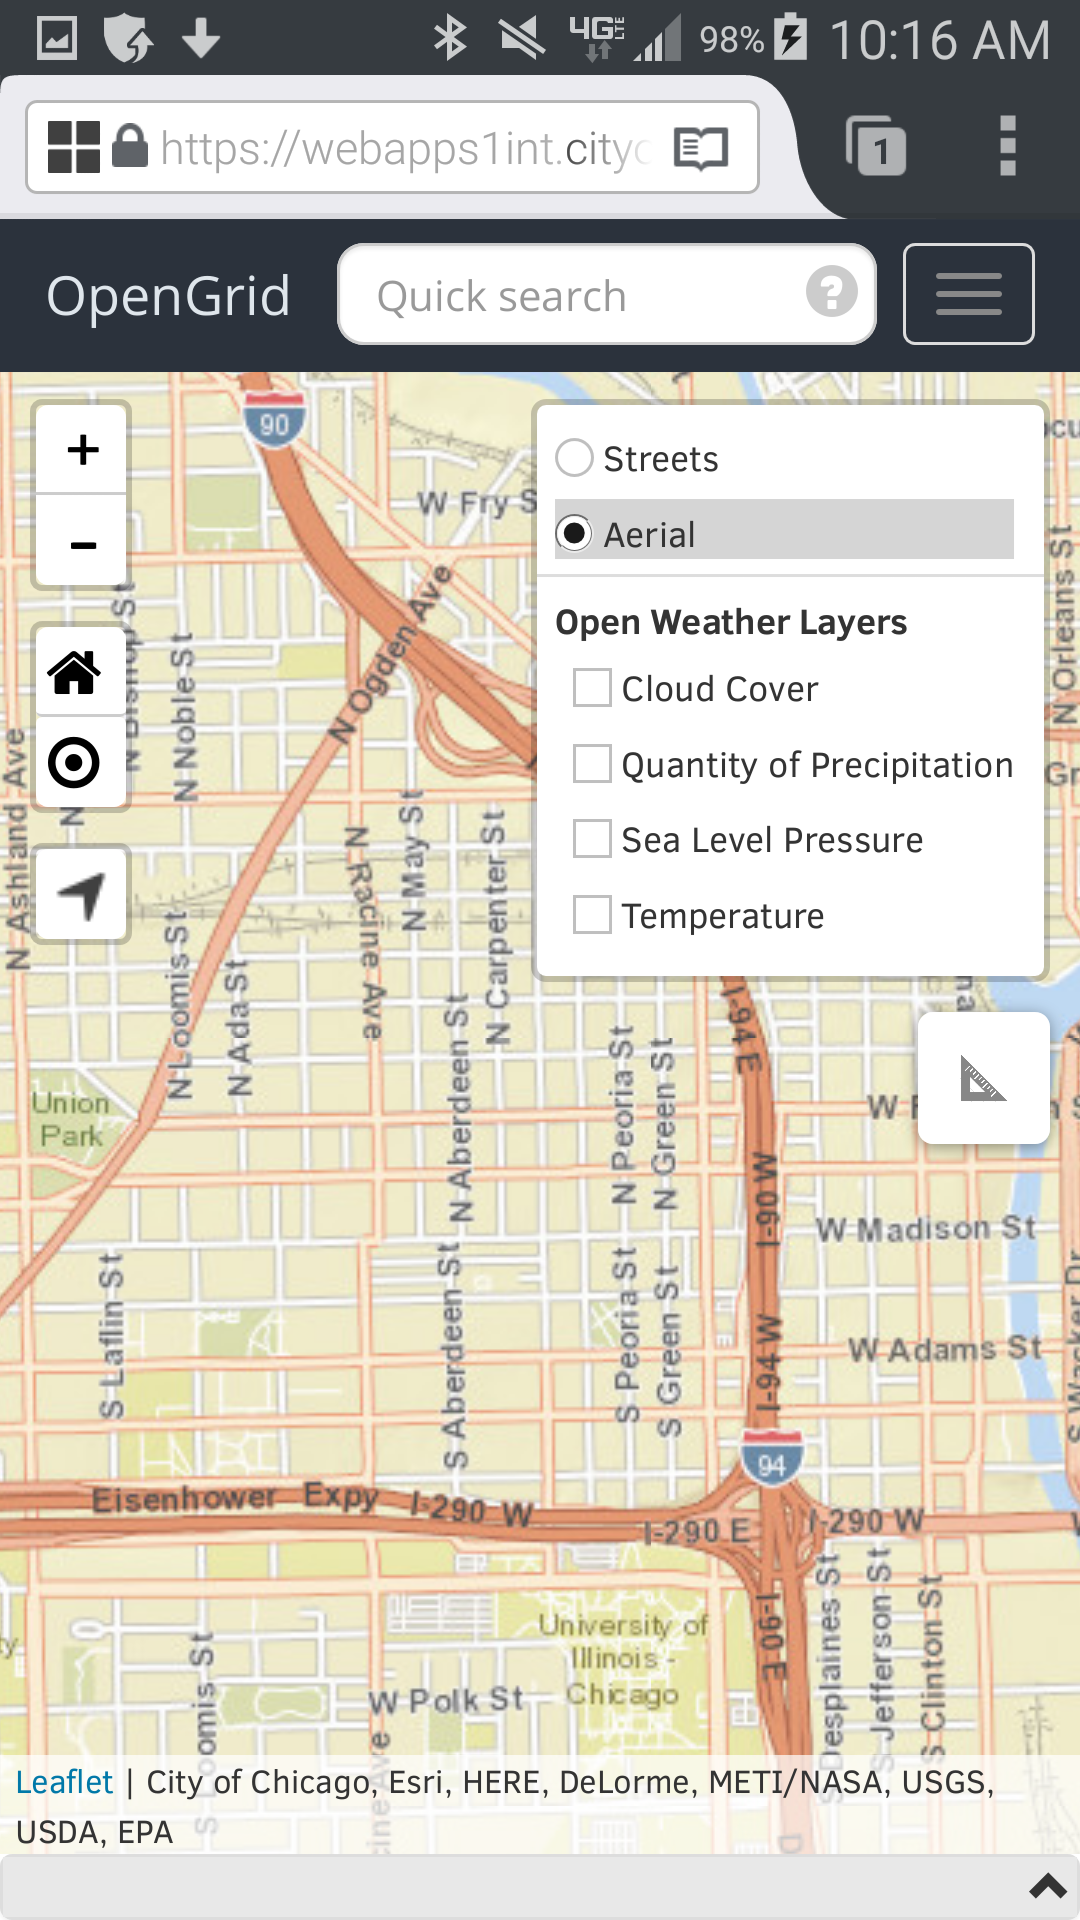 4G LTE 98% 10:16 AM
https://webapps1int.city
1
OpenGrid
Quick search
?
90
+
−
Streets
Aerial
Open Weather Layers
Cloud Cover
Quantity of Precipitation
Sea Level Pressure
Temperature
W Fry S
N Ogden Ave
N Bishop St
N Noble St
N Orleans St
N Ashland Ave
N May St
N Racine Ave
N Carpenter St
N Loomis St
N Ada St
N Aberdeen St
N Peoria St
N Green St
I-94 E
Union
Park
I-90 W
W Madison St
S Laflin St
S Aberdeen St
S Peoria St
S Green St
I-94 W
W Adams St
S Wacker Dr
94
Eisenhower Expy
I-290 W
I-290 E
I-290 W
I-90 E
S Desplaines St
S Jefferson St
S Clinton St
University of
Illinois -
Chicago
W Polk St
S Loomis St
Leaflet | City of Chicago, Esri, HERE, DeLorme, METI/NASA, USGS,
USDA, EPA